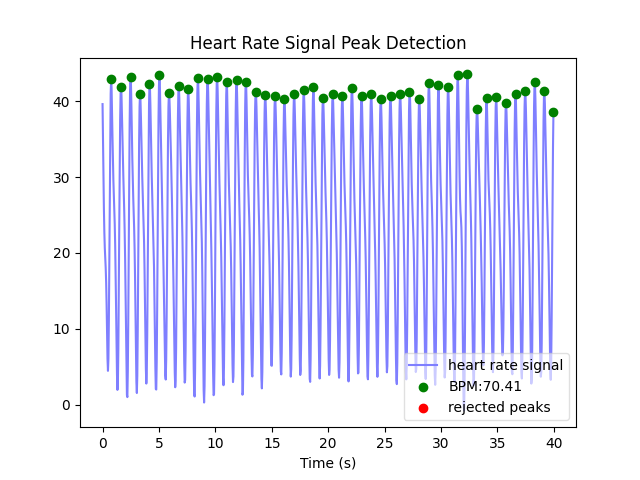 Heart Rate Signal Peak Detection
40
30
20
10
0
heart rate signal
BPM:70.41
rejected peaks
0 5 10 15 20 25 30 35 40
Time (s)